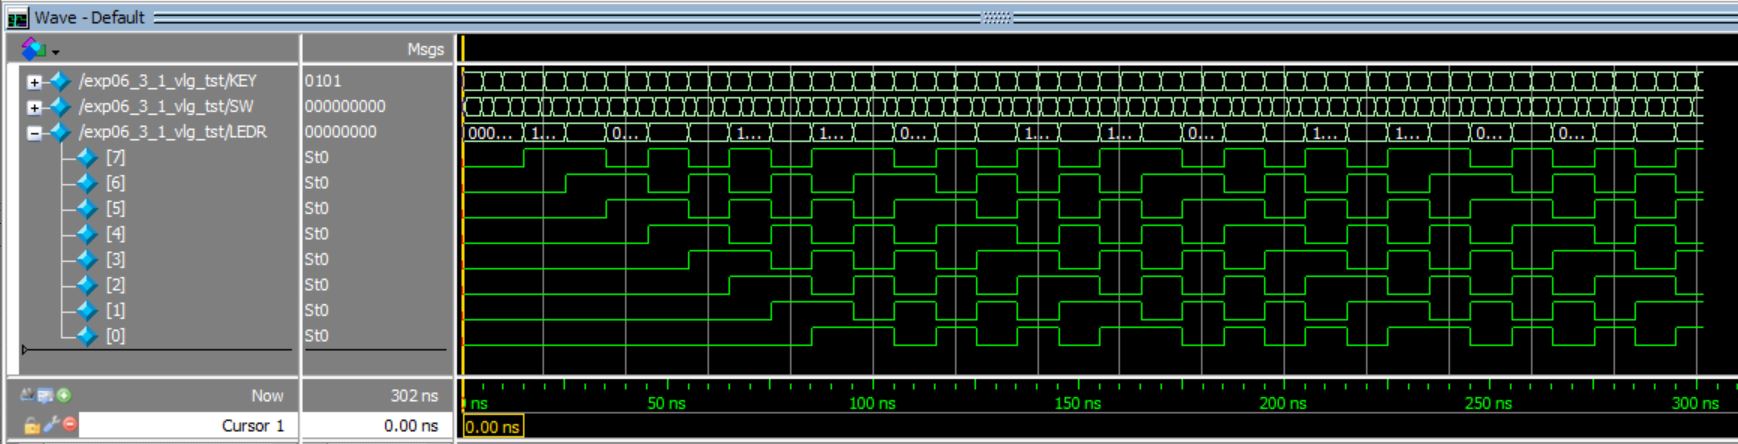 Wave - Default
Msgs
/exp06_3_1_vlg_tst/KEY 0101
/exp06_3_1_vlg_tst/SW 000000000
/exp06_3_1_vlg_tst/LEDR 00000000 000... 1... 0... 1... 1... 0... 1... 1... 0... 1... 1... 0... 0...
[7] St0
[6] St0
[5] St0
[4] St0
[3] St0
[2] St0
[1] St0
[0] St0
Now 302 ns ns 50 ns 100 ns 150 ns 200 ns 250 ns 300 ns
Cursor 1 0.00 ns 0.00 ns